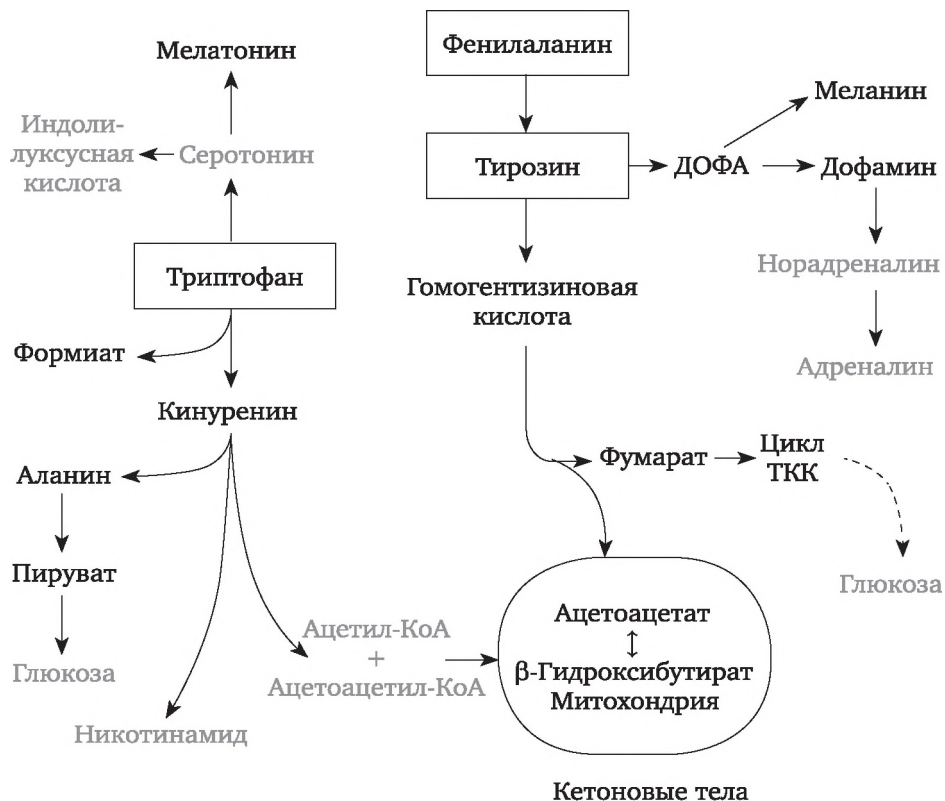 Фенилаланин
Мелатонин
Меланин
Индоли-
луксусная
кислота
Серотонин
Тирозин
ДОФА
Дофамин
Триптофан
Норадреналин
Гомогентизиновая
кислота
Формиат
Адреналин
Кинуренин
Аланин
Фумарат
Цикл
ТКК
Пируват
Глюкоза
Ацетоацетат
Ацетил-КоА
+
Ацетоацетил-КоА
Глюкоза
β-Гидроксибутират
Митохондрия
Никотинамид
Кетоновые тела